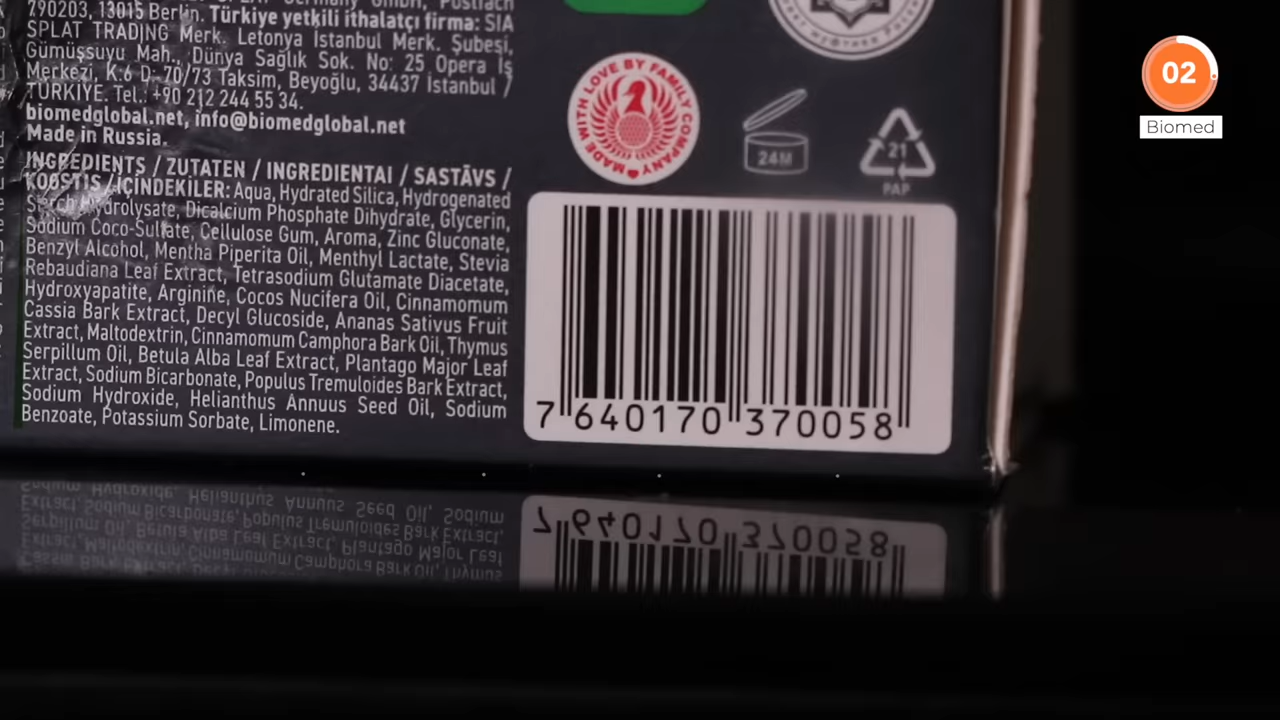 790203, 13015 Berlin. Türkiye yetkili ithalatçı firma: SIA
SPLAT TRADING Merk. Letonya Istanbul Merk. Şubesi,
Gümüşsuyu Mah., Dünya Sağlık Sok. No: 25 Opera İş
Merkezi, K:6 D: 70/73 Taksim, Beyoğlu, 34437 Istanbul /
TÜRKİYE. Tel.: +90 212 244 55 34.
biomedglobal.net, info@biomedglobal.net
Made in Russia.
INGREDIENTS / ZUTATEN / INGREDIENTAI / SASTĀVS /
KOOSTIS / İÇİNDEKİLER: Aqua, Hydrated Silica, Hydrogenated
Starch Hydrolysate, Dicalcium Phosphate Dihydrate, Glycerin,
Sodium Coco-Sulfate, Cellulose Gum, Aroma, Zinc Gluconate,
Benzyl Alcohol, Mentha Piperita Oil, Menthyl Lactate, Stevia
Rebaudiana Leaf Extract, Tetrasodium Glutamate Diacetate,
Hydroxyapatite, Arginine, Cocos Nucifera Oil, Cinnamomum
Cassia Bark Extract, Decyl Glucoside, Ananas Sativus Fruit
Extract, Maltodextrin, Cinnamomum Camphora Bark Oil, Thymus
Serpillum Oil, Betula Alba Leaf Extract, Plantago Major Leaf
Extract, Sodium Bicarbonate, Populus Tremuloides Bark Extract,
Sodium Hydroxide, Helianthus Annuus Seed Oil, Sodium
Benzoate, Potassium Sorbate, Limonene.
MADE WITH LOVE BY FAMILY COMPANY
24M
21
PAP
7 640170 370058
02
Biomed